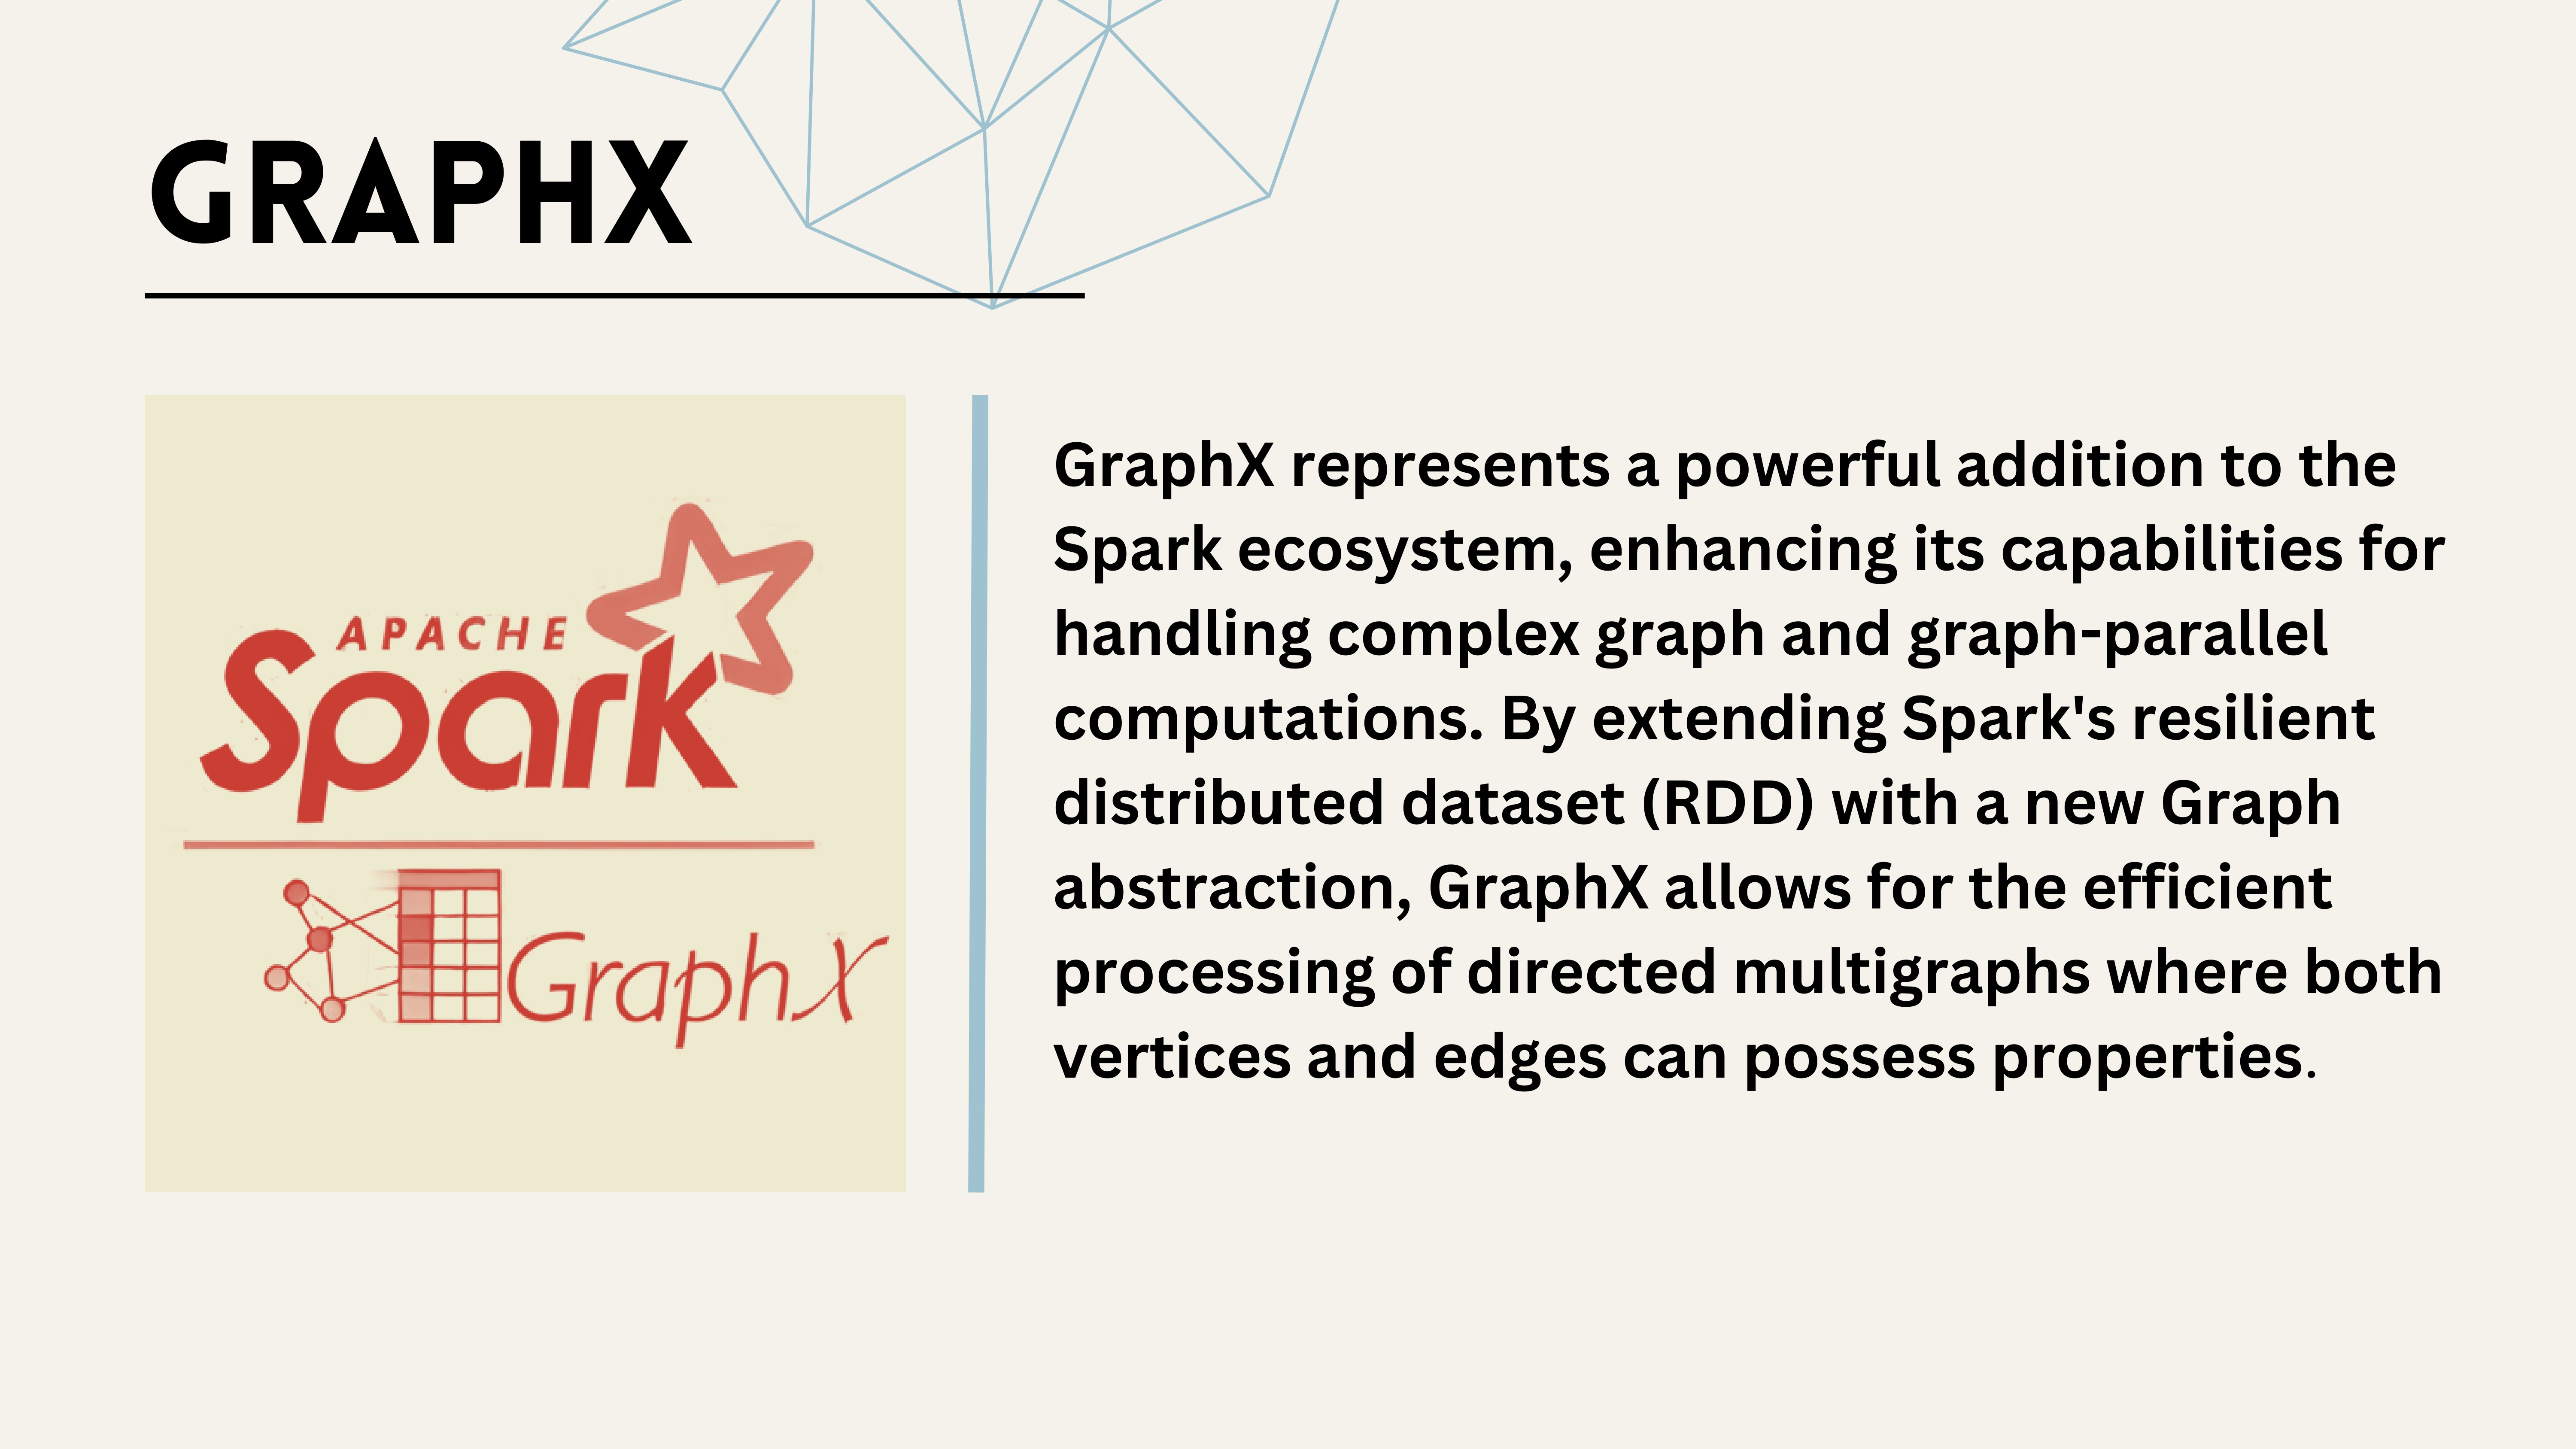 GRAPHX
APACHE
Spark
GraphX
GraphX represents a powerful addition to the
Spark ecosystem, enhancing its capabilities for
handling complex graph and graph-parallel
computations. By extending Spark's resilient
distributed dataset (RDD) with a new Graph
abstraction, GraphX allows for the efficient
processing of directed multigraphs where both
vertices and edges can possess properties.